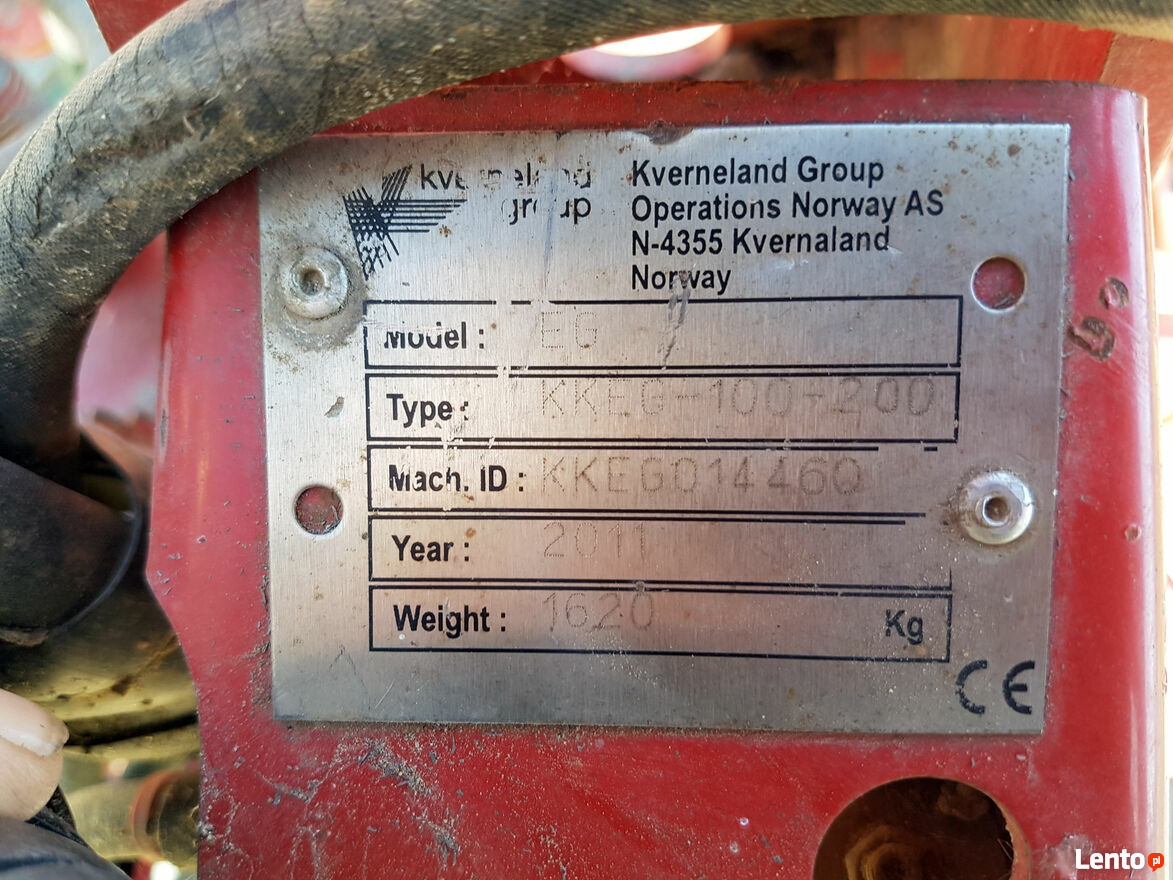 kverneland
group
Kverneland Group
Operations Norway AS
N-4355 Kvernaland
Norway
Model : EG
Type : KKEG-100-200
Mach. ID : KKEG014460
Year : 2011
Weight : 1620 Kg
CE
Lento pl